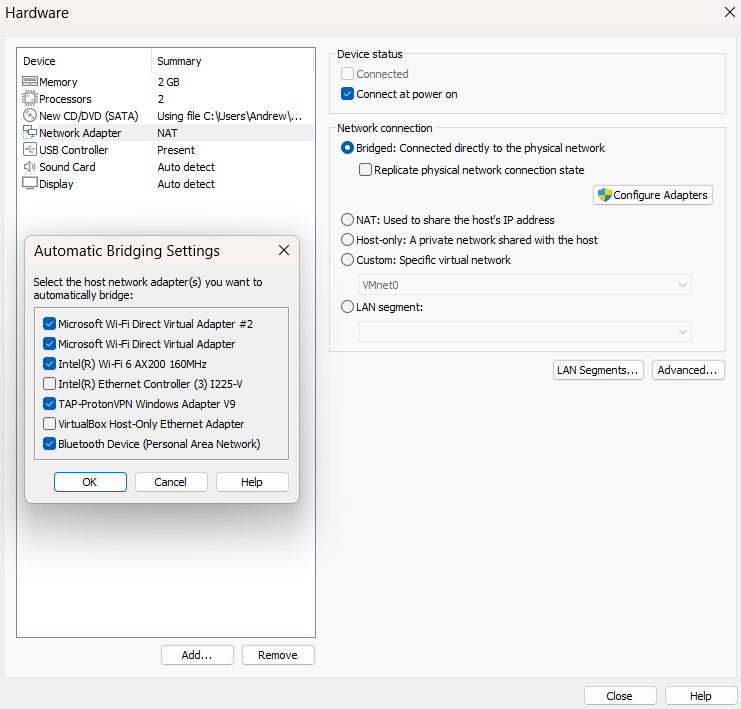 Hardware
Device Summary
Memory 2 GB
Processors 2
New CD/DVD (SATA) Using file C:\Users\Andrew\...
Network Adapter NAT
USB Controller Present
Sound Card Auto detect
Display Auto detect
Add... Remove
Device status
Connected
Connect at power on
Network connection
Bridged: Connected directly to the physical network
Replicate physical network connection state
Configure Adapters
NAT: Used to share the host's IP address
Host-only: A private network shared with the host
Custom: Specific virtual network
VMnet0
LAN segment:
LAN Segments... Advanced...
Automatic Bridging Settings
Select the host network adapter(s) you want to
automatically bridge:
Microsoft Wi-Fi Direct Virtual Adapter #2
Microsoft Wi-Fi Direct Virtual Adapter
Intel(R) Wi-Fi 6 AX200 160MHz
Intel(R) Ethernet Controller (3) I225-V
TAP-ProtonVPN Windows Adapter V9
VirtualBox Host-Only Ethernet Adapter
Bluetooth Device (Personal Area Network)
OK Cancel Help
Close Help